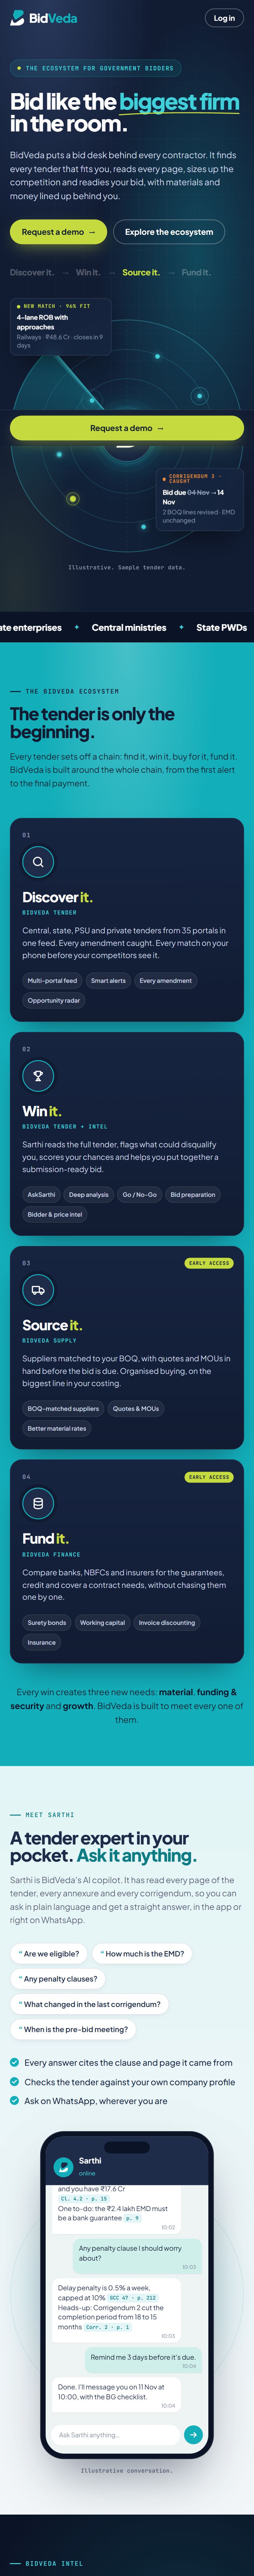 BidVeda
Log in
THE ECOSYSTEM FOR GOVERNMENT BIDDERS
Bid like the biggest firm
in the room.
BidVeda puts a bid desk behind every contractor. It finds
every tender that fits you, reads every page, sizes up the
competition and readies your bid, with materials and
money lined up before you.
Request a demo →
Explore the ecosystem
Discover it. → Win it. → Source it. → Fund it.
NEW MATCH · 96% FIT
4-lane ROB with
approaches
Railways · ₹48.6 Cr · closes in 9
days
Request a demo →
CORRIGENDUM 3 ·
CAUGHT
Bid due 04 Nov → 14
Nov
2 BOQ lines revised · EMD
unchanged
Illustrative. Sample tender data.
ate enterprises ✦ Central ministries ✦ State PWDs
THE BIDVEDA ECOSYSTEM
The tender is only the
beginning.
Every tender sets off a chain: find it, win it, buy for it, fund it.
BidVeda is built around the whole chain, from the first alert
to the final payment.
01
Discover it.
BIDVEDA TENDER
Central, state, PSU and private tenders from 35 portals in
one feed. Every amendment caught. Every match on your
phone before your competitors see it.
Multi-portal feed
Smart alerts
Every amendment
Opportunity radar
02
Win it.
BIDVEDA TENDER + INTEL
Sarthi reads the full tender, flags what could disqualify
you, scores your chances and helps you put together a
submission-ready bid.
AskSarthi
Deep analysis
Go / No-Go
Bid preparation
Bidder & price intel
03
EARLY ACCESS
Source it.
BIDVEDA SUPPLY
Suppliers matched to your BOQ, with quotes and MOUs in
hand before the bid is due. Organised buying, on the
biggest line in your costing.
BOQ-matched suppliers
Quotes & MOUs
Better material rates
04
EARLY ACCESS
Fund it.
BIDVEDA FINANCE
Compare banks, NBFCs and insurers for the guarantees,
credit and cover a contract needs, without chasing them
one by one.
Surety bonds
Working capital
Invoice discounting
Insurance
Every win creates three new needs: material, funding &
security and growth. BidVeda is built to meet every one of
them.
MEET SARTHI
A tender expert in your
pocket. Ask it anything.
Sarthi is BidVeda's AI copilot. It has read every page of the
tender, every annexure and every corrigendum, so you can
ask in plain language and get a straight answer, in the app or
right on WhatsApp.
“ Are we eligible?
“ How much is the EMD?
“ Any penalty clauses?
“ What changed in the last corrigendum?
“ When is the pre-bid meeting?
Every answer cites the clause and page it came from
Checks the tender against your own company profile
Ask on WhatsApp, wherever you are
Sarthi
online
and you have ₹17.6 Cr
Cl. 4.2 · p. 15
One to-do: the ₹2.4 lakh EMD must
be a bank guarantee p. 9
10:02
Any penalty clause I should worry
about?
10:03
Delay penalty is 0.5% a week,
capped at 10% GCC 47 · p. 212
Heads-up: Corrigendum 2 cut the
completion period from 18 to 15
months Corr. 2 · p. 1
10:03
Remind me 3 days before it's due.
10:04
Done. I'll message you on 11 Nov at
10:00, with the BG checklist.
10:04
Ask Sarthi anything...
Illustrative conversation.
BIDVEDA INTEL